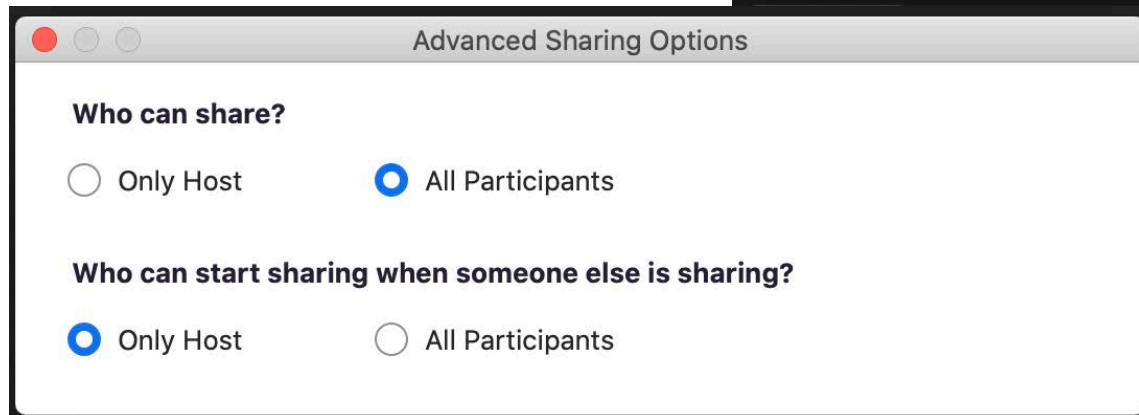 Advanced Sharing Options
Who can share?
Only Host All Participants
Who can start sharing when someone else is sharing?
Only Host All Participants